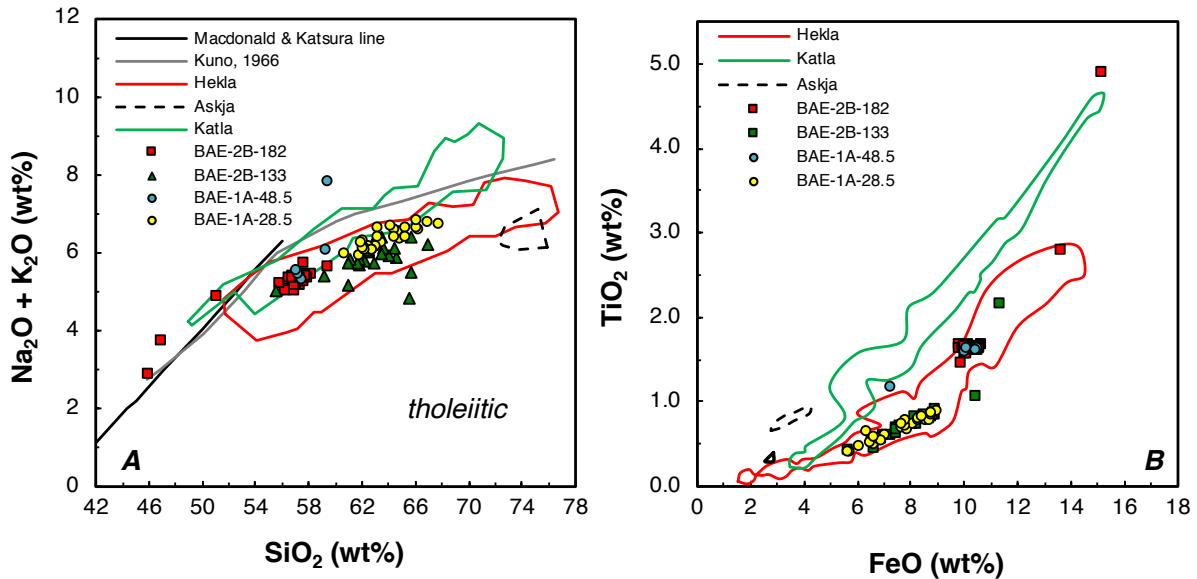 Na₂O + K₂O (wt%)
12
10
8
6
4
2
0
Macdonald & Katsura line
Kuno, 1966
Hekla
Askja
Katla
BAE-2B-182
BAE-2B-133
BAE-1A-48.5
BAE-1A-28.5
tholeiitic
A
42 46 50 54 58 62 66 70 74 78
SiO₂ (wt%)
TiO₂ (wt%)
5.0
4.0
3.0
2.0
1.0
0.0
Hekla
Katla
Askja
BAE-2B-182
BAE-2B-133
BAE-1A-48.5
BAE-1A-28.5
B
0 2 4 6 8 10 12 14 16 18
FeO (wt%)